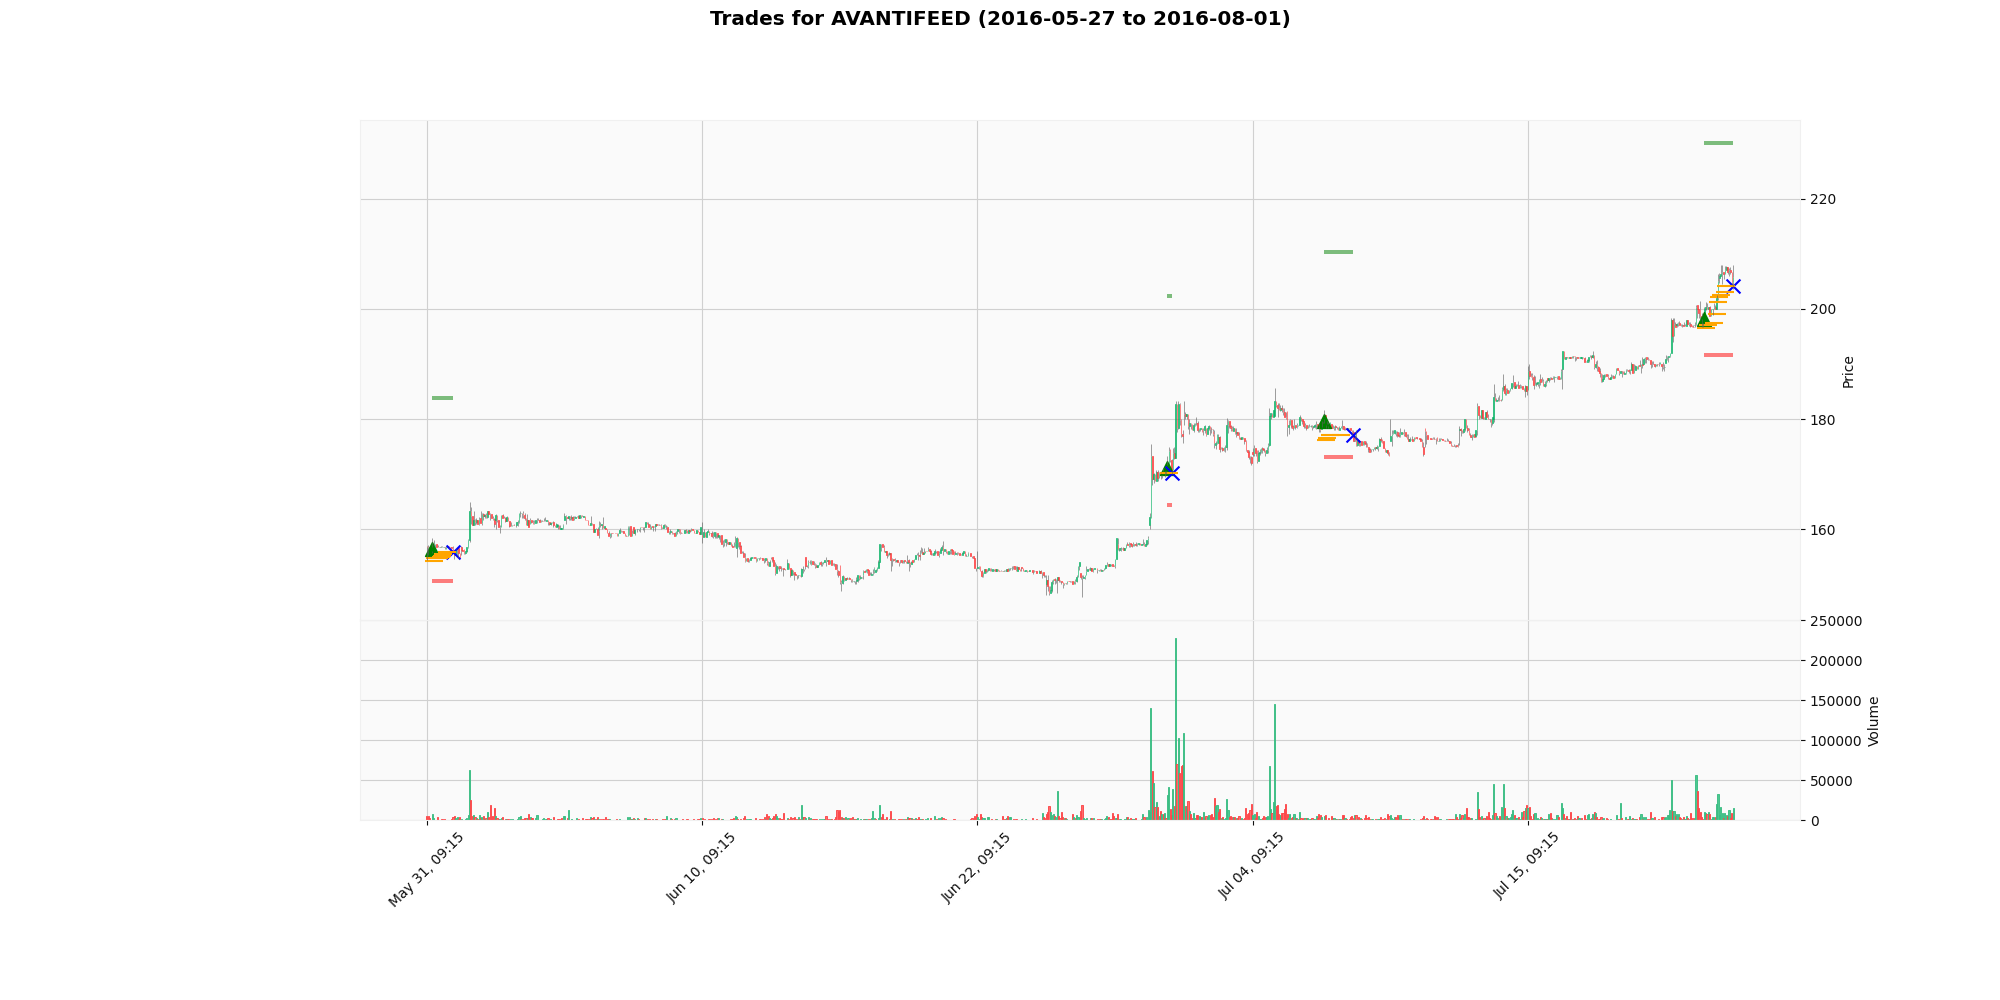 Trades for AVANTIFEED (2016-05-27 to 2016-08-01)
220
200
180
160
Price
250000
200000
150000
100000
50000
0
Volume
May 31, 09:15
Jun 10, 09:15
Jun 22, 09:15
Jul 04, 09:15
Jul 15, 09:15